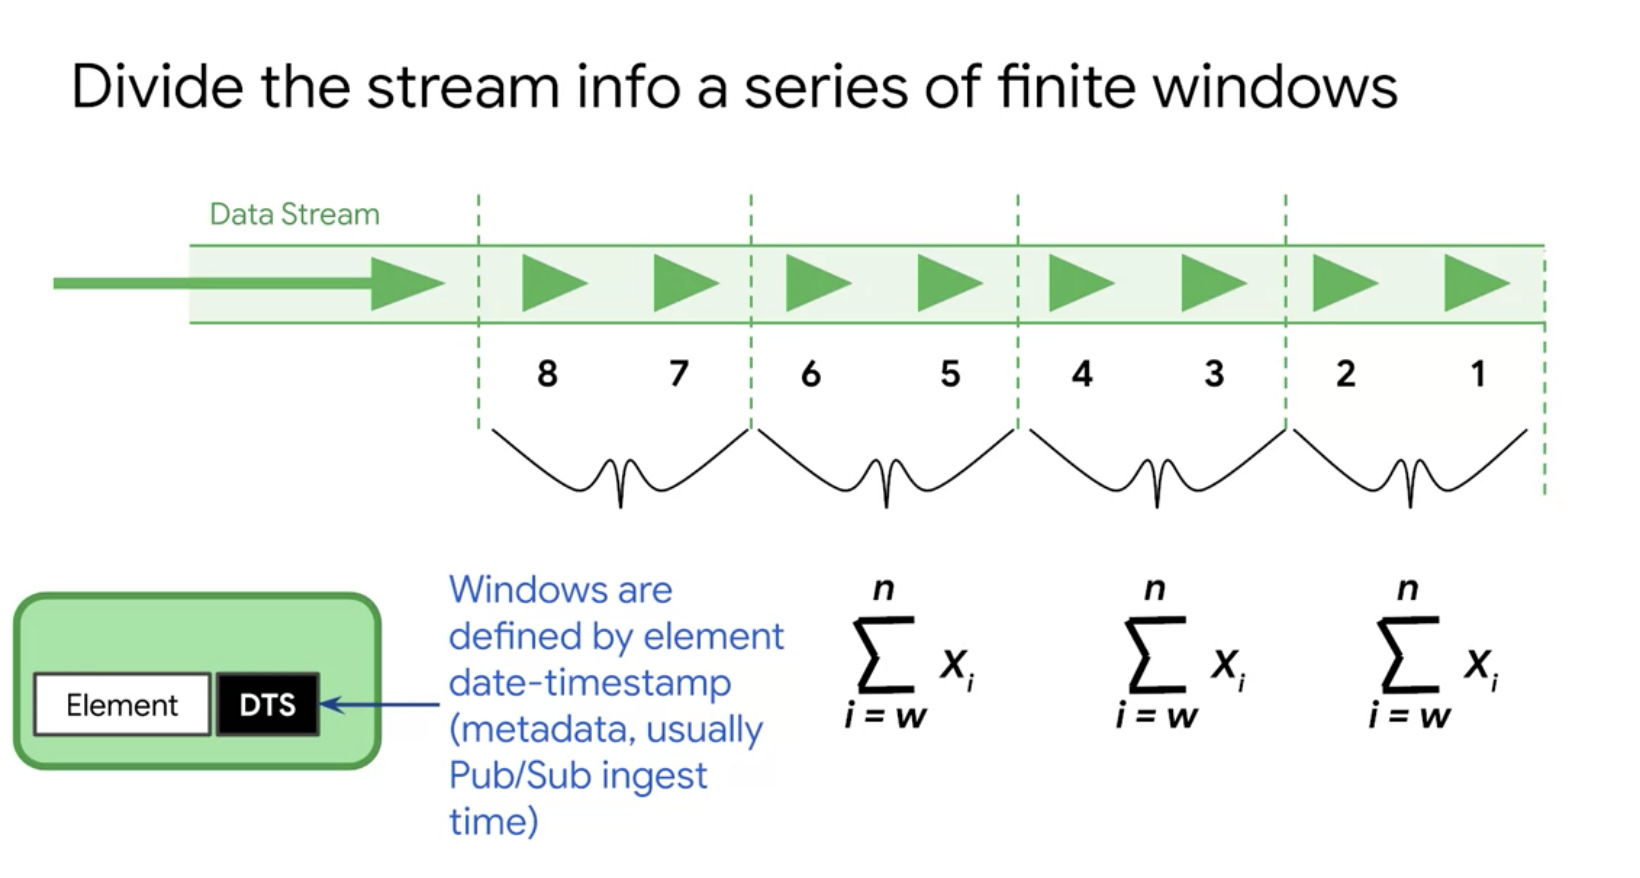 Divide the stream info a series of finite windows
Data Stream
8 7 6 5 4 3 2 1
Element DTS
Windows are
defined by element
date-timestamp
(metadata, usually
Pub/Sub ingest
time)
n
∑ xᵢ
i = w
n
∑ xᵢ
i = w
n
∑ xᵢ
i = w